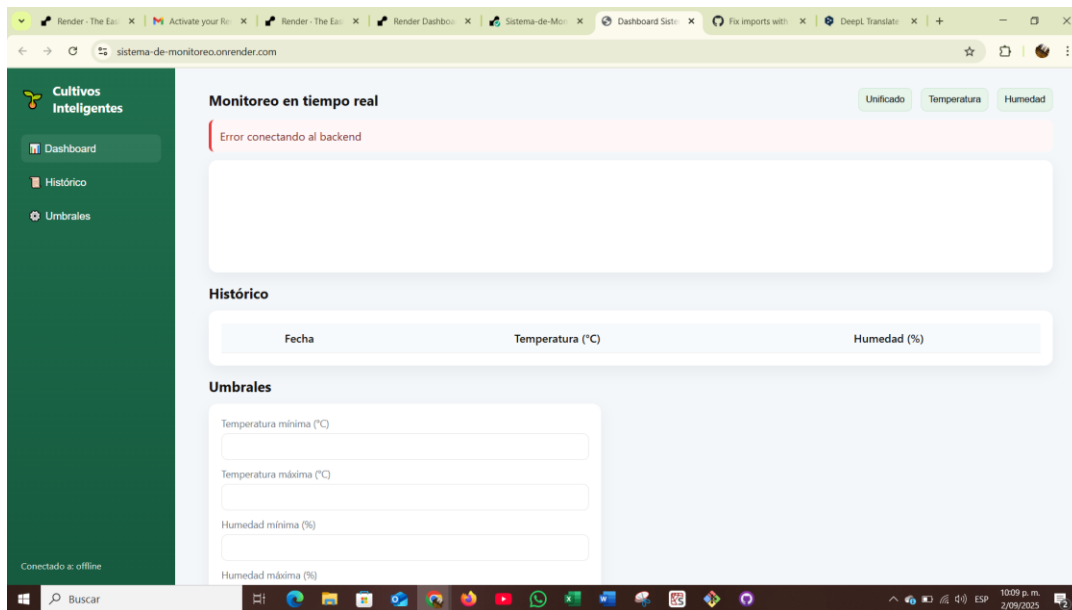 Render - The Eas
Activate your Re
Render - The Eas
Render Dashboa
Sistema-de-Mon
Dashboard Siste
Fix imports with
DeepL Translate
sistema-de-monitoreo.onrender.com
Cultivos
Inteligentes
Dashboard
Histórico
Umbrales
Conectado a: offline
Monitoreo en tiempo real
Unificado
Temperatura
Humedad
Error conectando al backend
Histórico
Fecha
Temperatura (°C)
Humedad (%)
Umbrales
Temperatura mínima (°C)
Temperatura máxima (°C)
Humedad mínima (%)
Humedad máxima (%)
Buscar
ESP
10:09 p. m.
2/09/2025